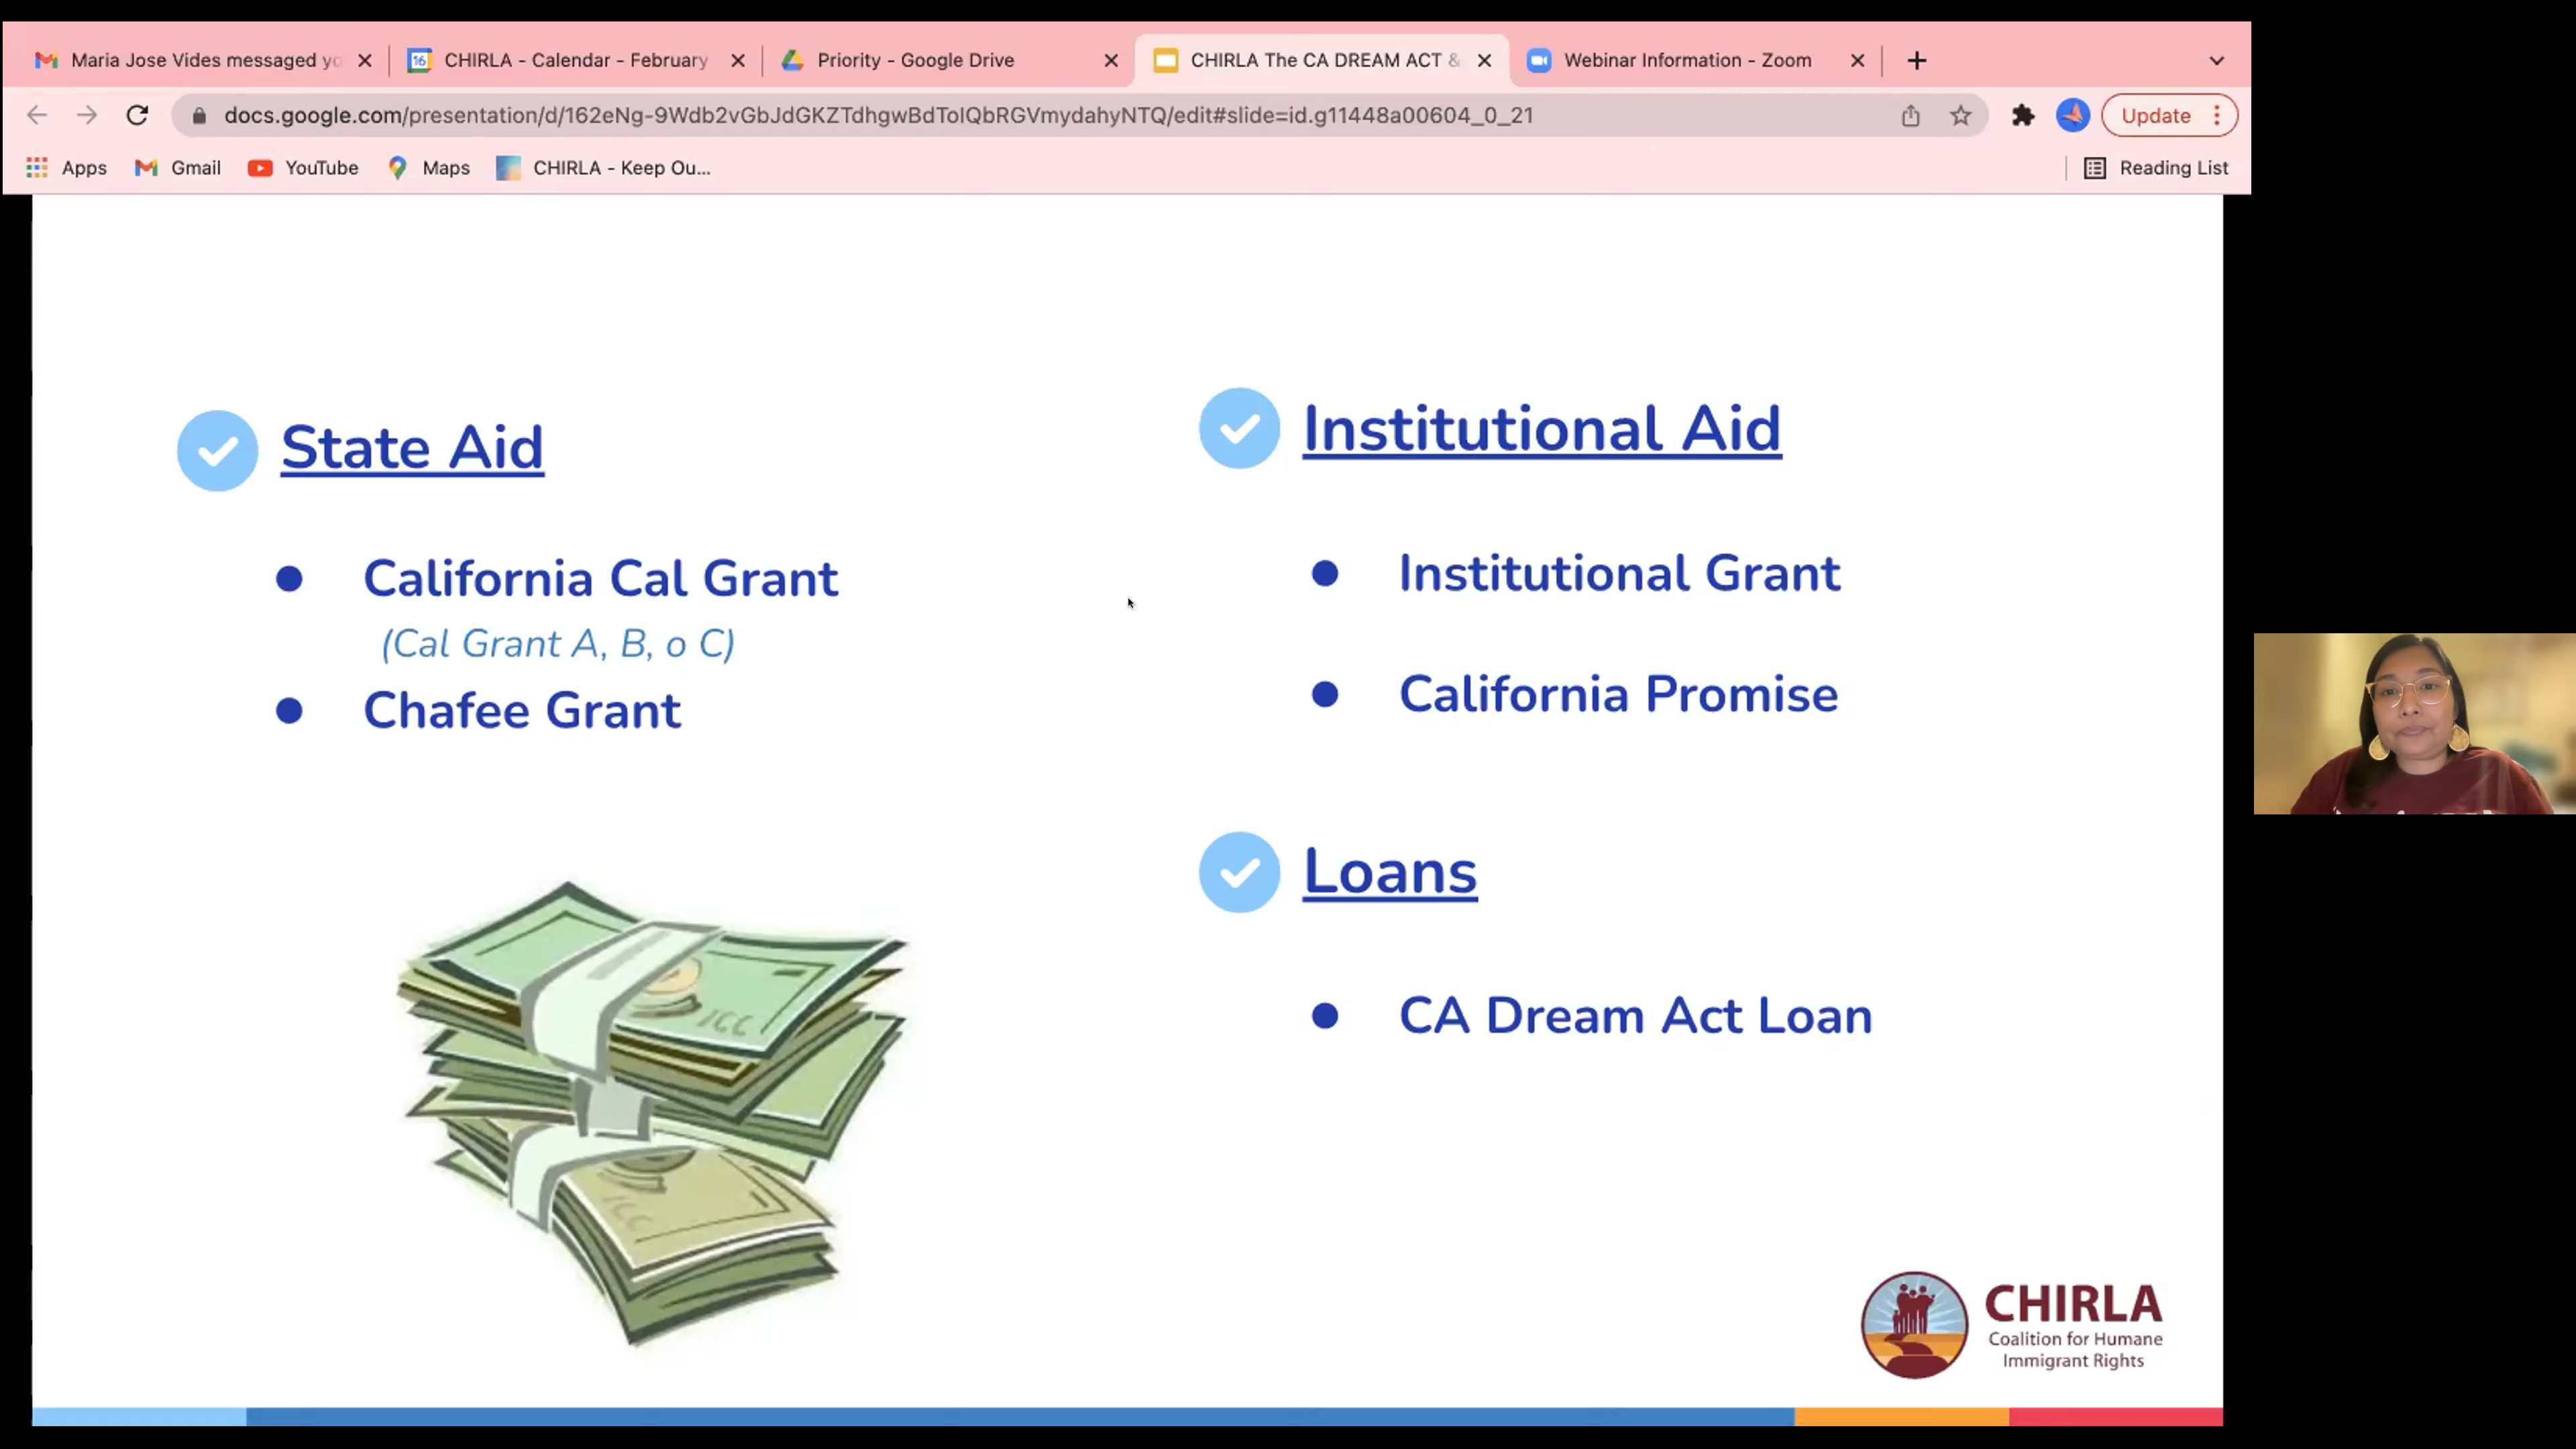 Maria Jose Vides messaged yo
CHIRLA - Calendar - February
Priority - Google Drive
CHIRLA The CA DREAM ACT &
Webinar Information - Zoom
docs.google.com/presentation/d/162eNg-9Wdb2vGbJdGKZTdhgwBdToIQbRGVmydahyNTQ/edit#slide=id.g11448a00604_0_21
Update
Apps
Gmail
YouTube
Maps
CHIRLA - Keep Ou...
Reading List
State Aid
California Cal Grant
(Cal Grant A, B, o C)
Chafee Grant
Institutional Aid
Institutional Grant
California Promise
Loans
CA Dream Act Loan
CHIRLA
Coalition for Humane
Immigrant Rights